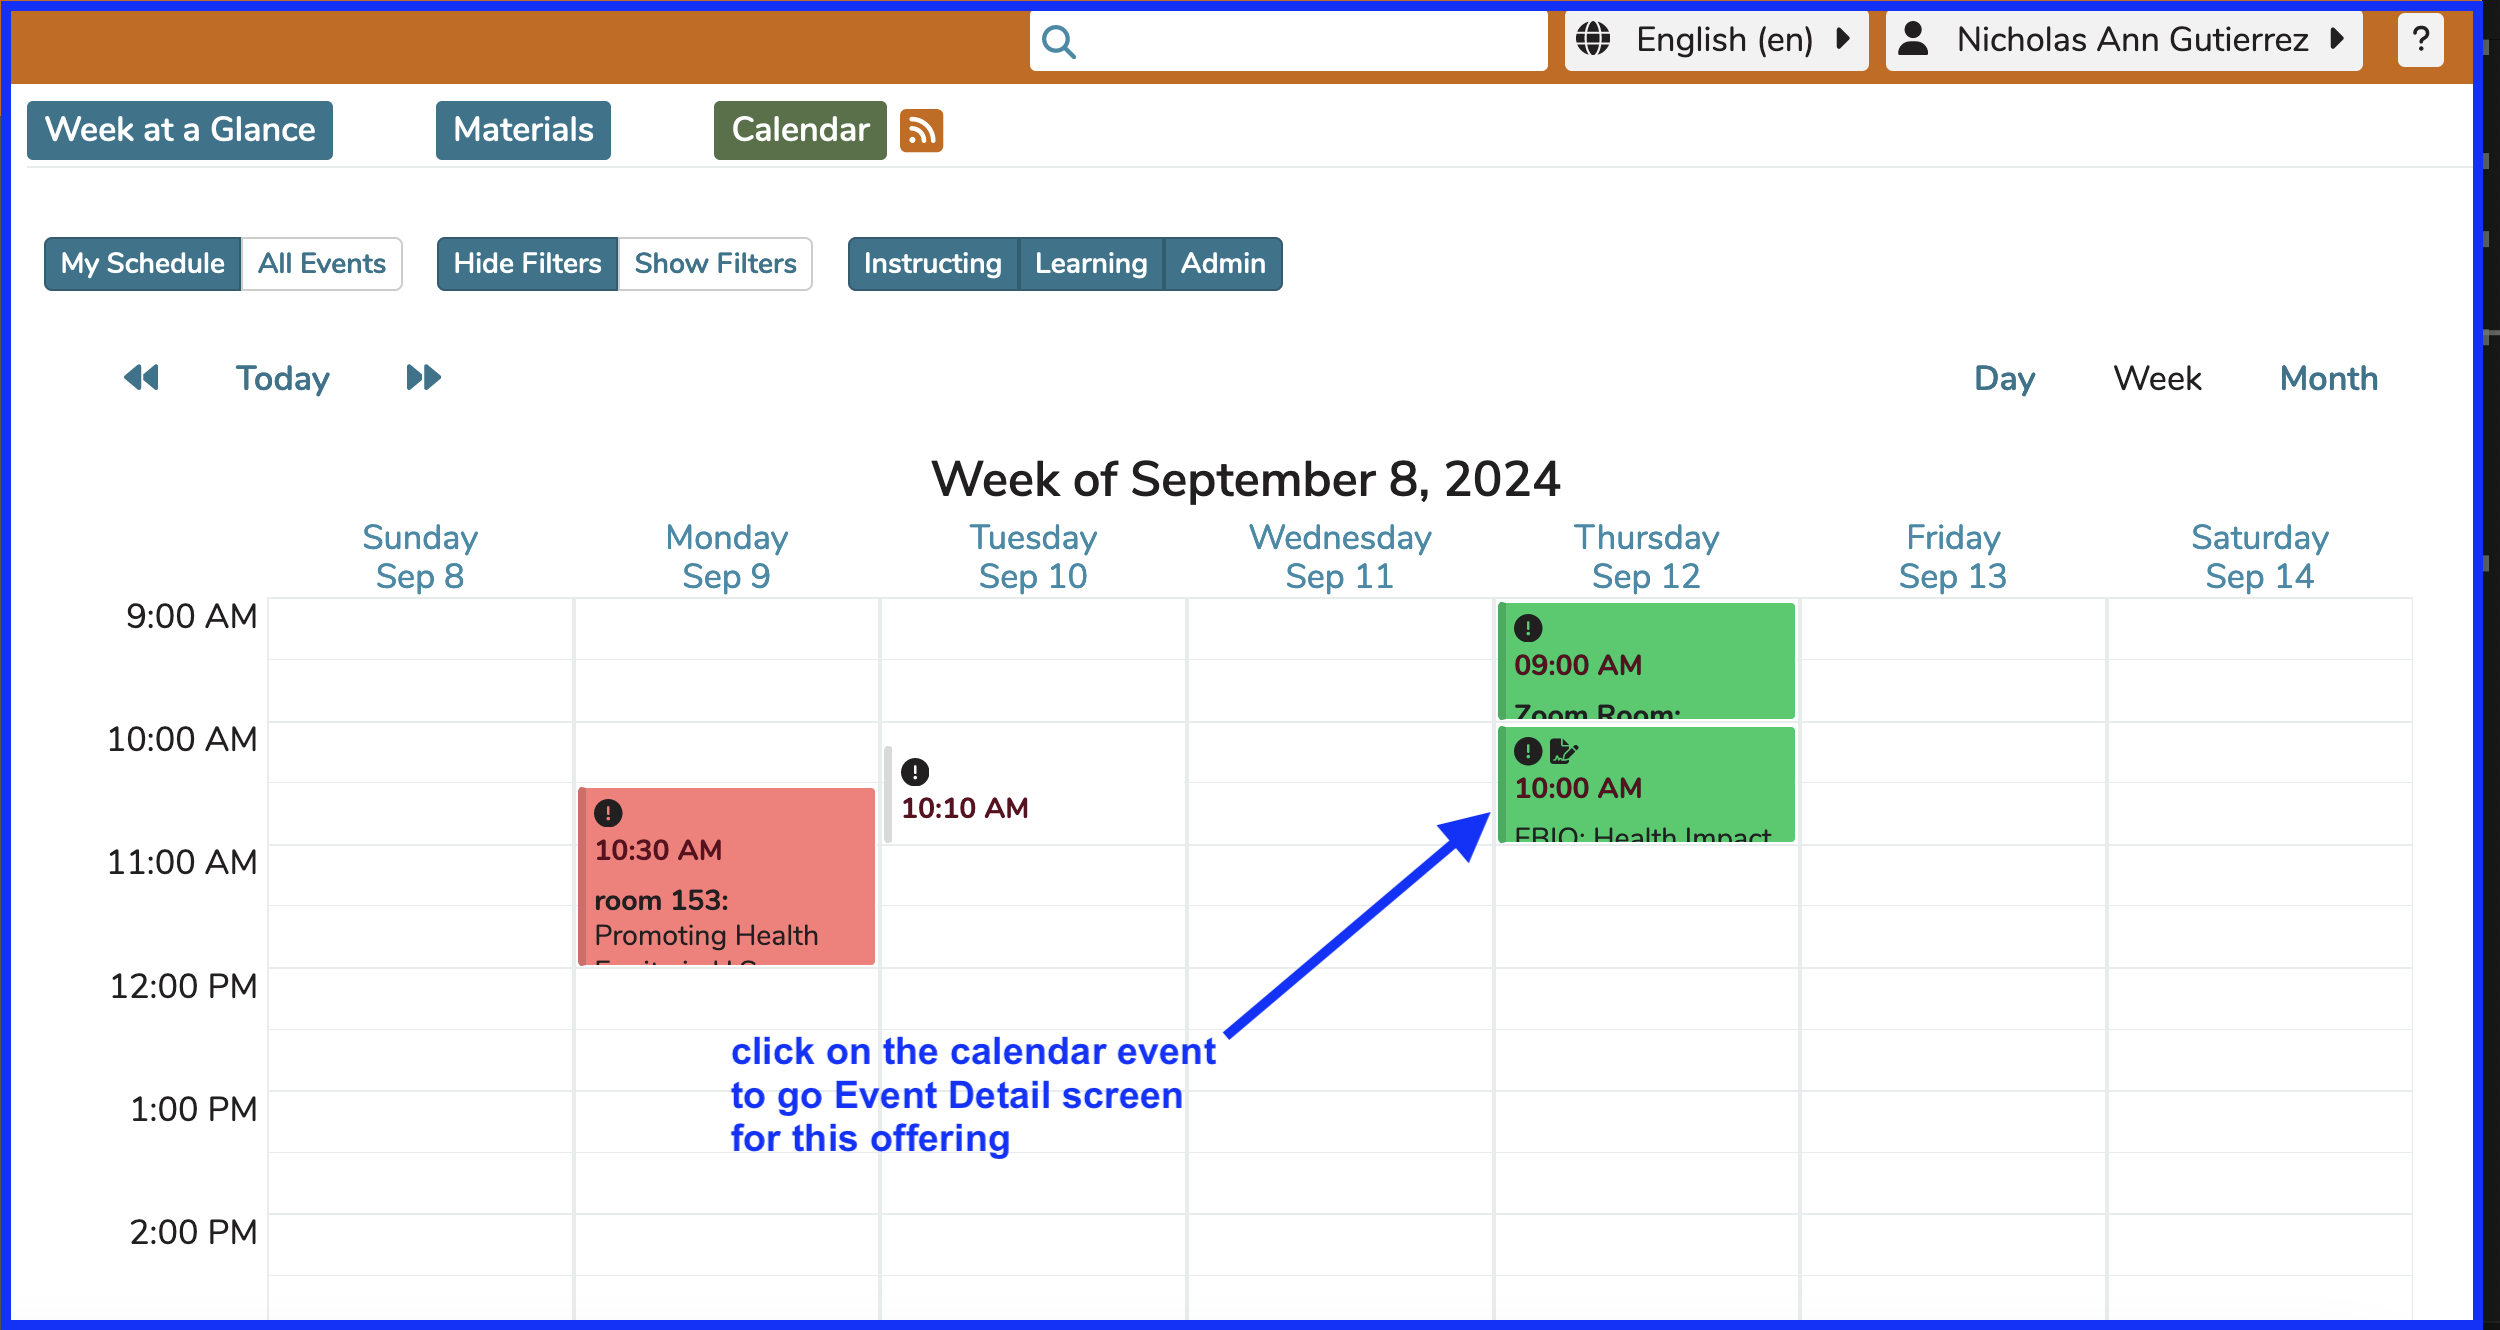 English (en)
Nicholas Ann Gutierrez
?
Week at a Glance
Materials
Calendar
My Schedule
All Events
Hide Filters
Show Filters
Instructing
Learning
Admin
Today
Day
Week
Month
Week of September 8, 2024
Sunday
Sep 8
Monday
Sep 9
Tuesday
Sep 10
Wednesday
Sep 11
Thursday
Sep 12
Friday
Sep 13
Saturday
Sep 14
9:00 AM
10:00 AM
11:00 AM
12:00 PM
1:00 PM
2:00 PM
10:30 AM
room 153:
Promoting Health
10:10 AM
09:00 AM
Zoom Room:
10:00 AM
Health Impact
click on the calendar event
to go Event Detail screen
for this offering